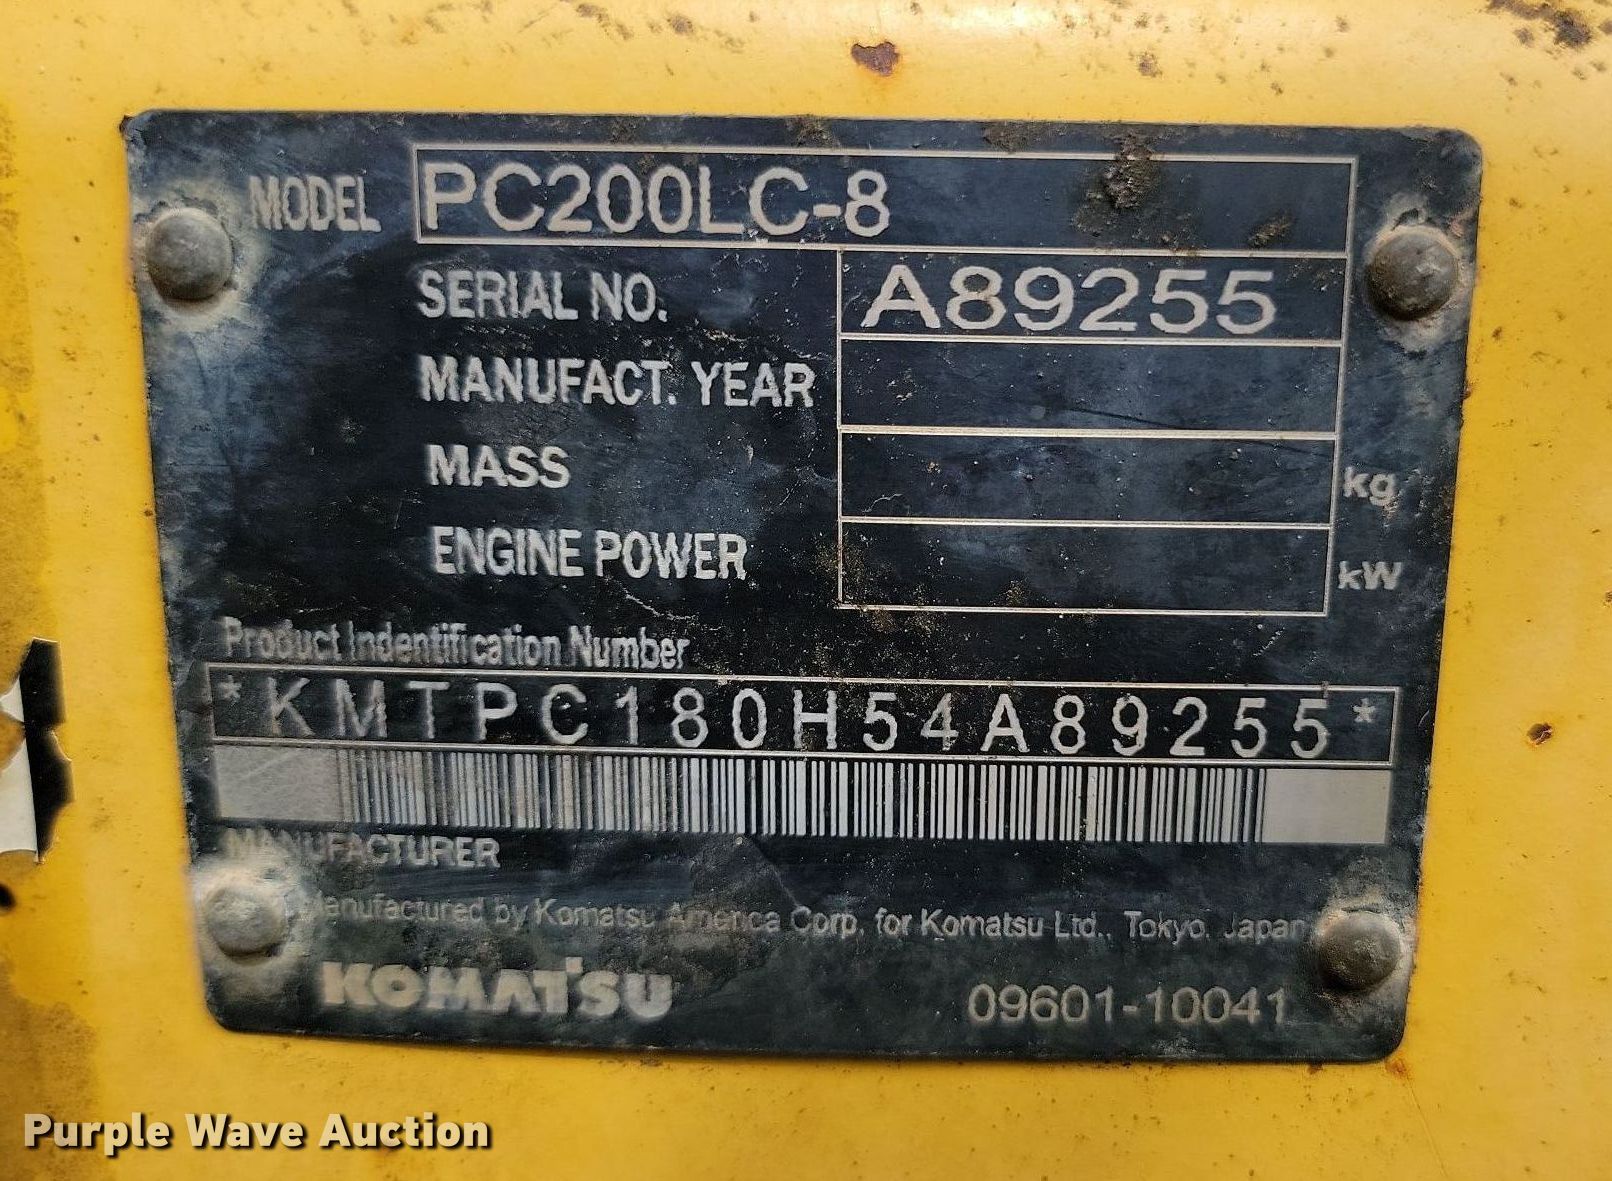 MODEL PC200LC-8
SERIAL NO. A89255
MANUFACT. YEAR
MASS kg
ENGINE POWER kW
Product Indentification Number
*KMTPC180H54A89255*
MANUFACTURER
Manufactured by Komatsu America Corp. for Komatsu Ltd., Tokyo, Japan
KOMATSU 09601-10041
Purple Wave Auction